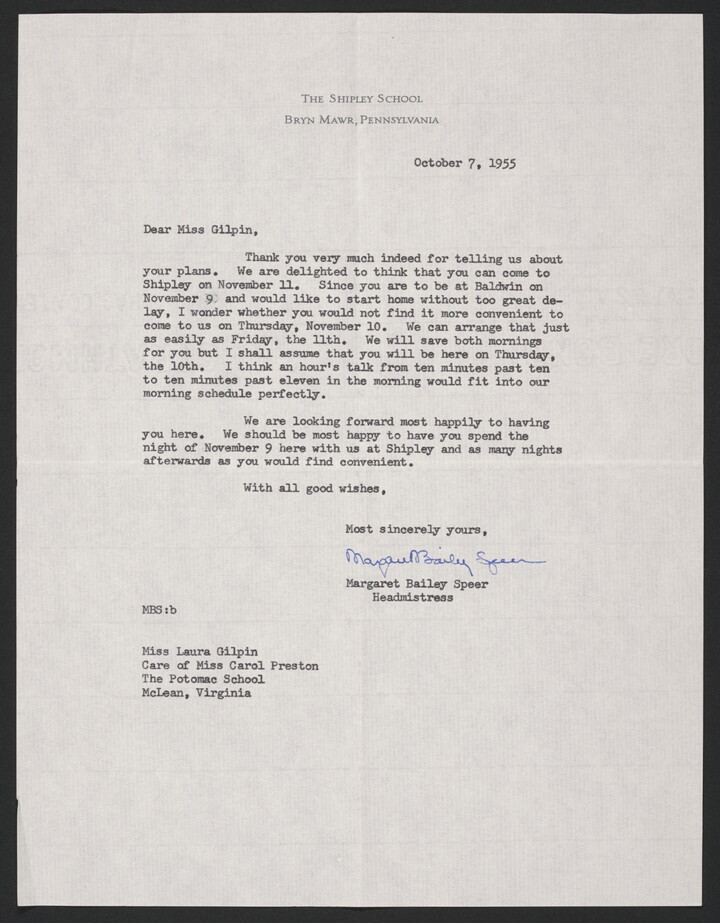 THE SHIPLEY SCHOOL
BRYN MAWR, PENNSYLVANIA
October 7, 1955
Dear Miss Gilpin,
Thank you very much indeed for telling us about
your plans. We are delighted to think that you can come to
Shipley on November 11. Since you are to be at Baldwin on
November 9 and would like to start home without too great de-
lay, I wonder whether you would not find it more convenient to
come to us on Thursday, November 10. We can arrange that just
as easily as Friday, the 11th. We will save both mornings
for you but I shall assume that you will be here on Thursday,
the 10th. I think an hour's talk from ten minutes past ten
to ten minutes past eleven in the morning would fit into our
morning schedule perfectly.
We are looking forward most happily to having
you here. We should be most happy to have you spend the
night of November 9 here with us at Shipley and as many nights
afterwards as you would find convenient.
With all good wishes,
Most sincerely yours,
Margaret Bailey Speer
Margaret Bailey Speer
Headmistress
MBS:b
Miss Laura Gilpin
Care of Miss Carol Preston
The Potomac School
McLean, Virginia